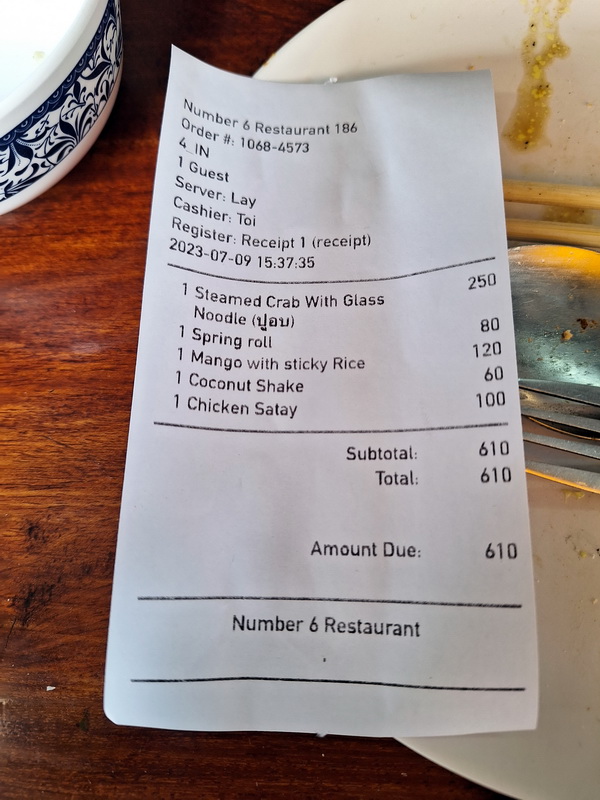 Number 6 Restaurant 186
Order #: 1068-4573
4_IN
1 Guest
Server: Lay
Cashier: Toi
Register: Receipt 1 (receipt)
2023-07-09 15:37:35
1 Steamed Crab With Glass 250
Noodle (ปูอบ)
1 Spring roll 80
1 Mango with sticky Rice 120
1 Coconut Shake 60
1 Chicken Satay 100
Subtotal: 610
Total: 610
Amount Due: 610
Number 6 Restaurant
.